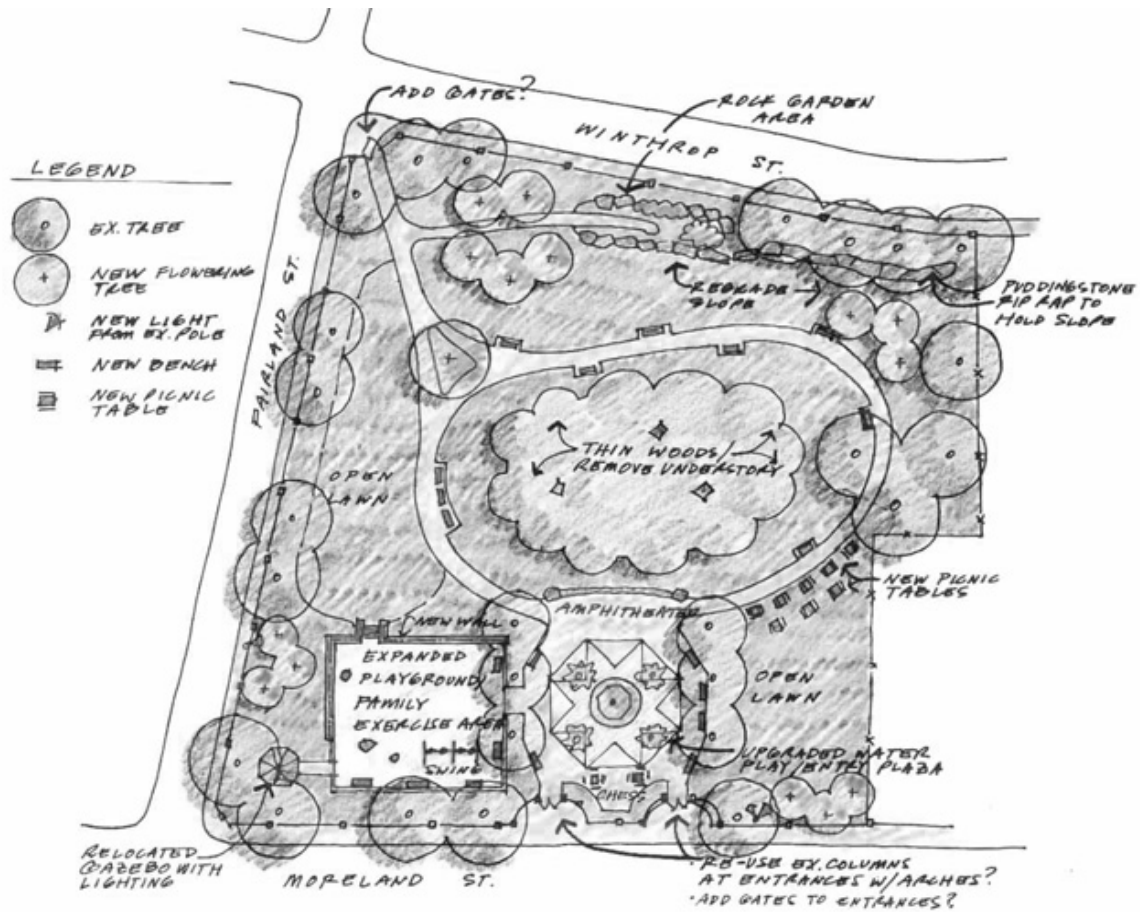 ADD GATES?
ROCK GARDEN
AREA
WINTHROP ST.
LEGEND
EX. TREE
NEW FLOWERING
TREE
NEW LIGHT
FROM EX. POLE
NEW BENCH
NEW PICNIC
TABLE
FAIRLAND ST.
REGRADE
SLOPE
PUDDINGSTONE
RIP RAP TO
HOLD SLOPE
THIN WOODS/
REMOVE UNDERSTORY
OPEN
LAWN
NEW PICNIC
TABLES
AMPHITHEATER
NEW WALL
EXPANDED
PLAYGROUND/
FAMILY
EXERCISE AREA
SWING
OPEN
LAWN
UPGRADED WATER
PLAY/ENTRY PLAZA
CHESS
RELOCATED
GAZEBO WITH
LIGHTING
MORELAND ST.
• RE-USE EX. COLUMNS
AT ENTRANCES W/ARCHES?
• ADD GATES TO ENTRANCES?